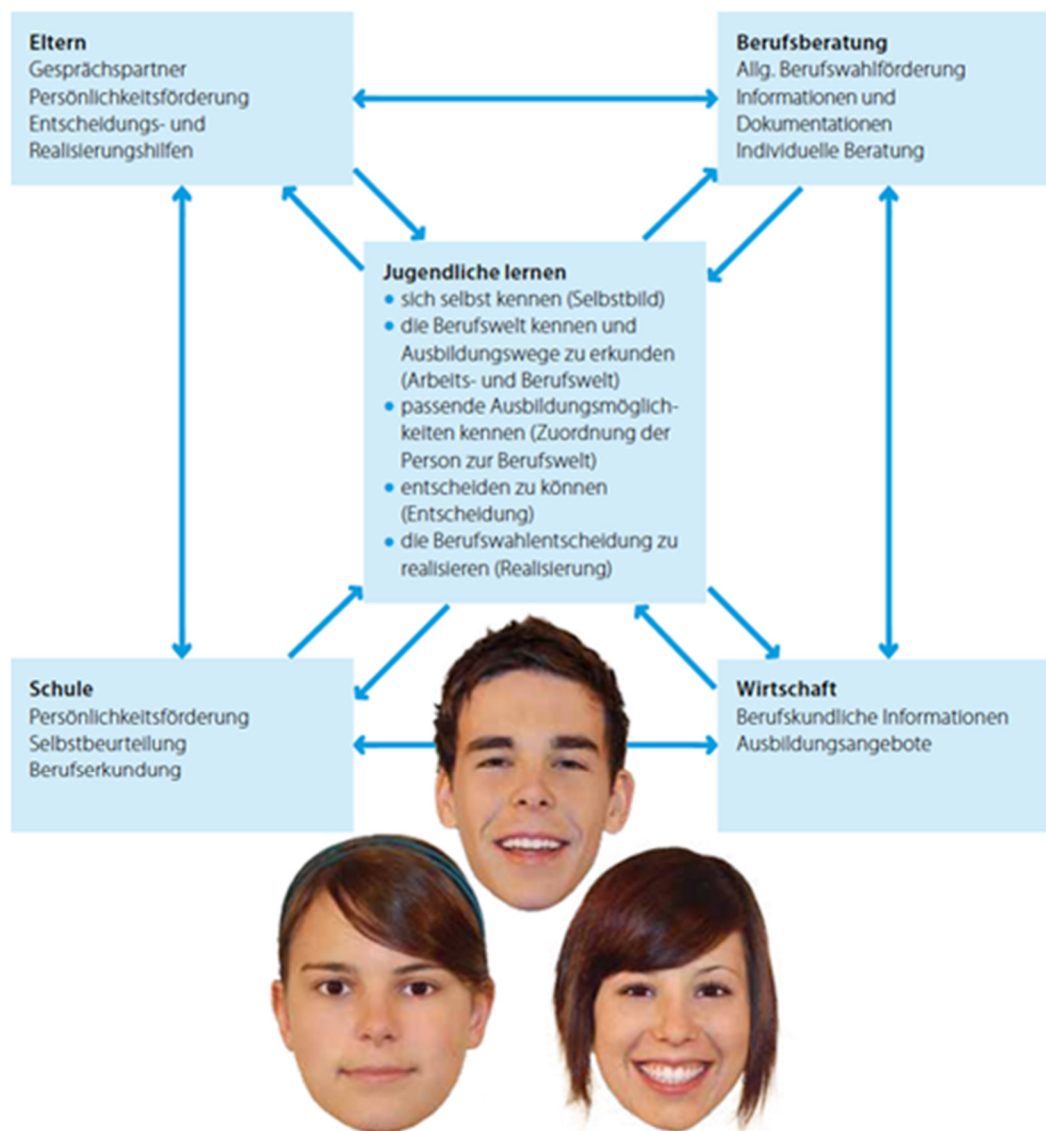 Eltern
Gesprächspartner
Persönlichkeitsförderung
Entscheidungs- und
Realisierungshilfen
Berufsberatung
Allg. Berufswahlförderung
Informationen und
Dokumentationen
Individuelle Beratung
Jugendliche lernen
• sich selbst kennen (Selbstbild)
• die Berufswelt kennen und
Ausbildungswege zu erkunden
(Arbeits- und Berufswelt)
• passende Ausbildungsmöglich-
keiten kennen (Zuordnung der
Person zur Berufswelt)
• entscheiden zu können
(Entscheidung)
• die Berufswahlentscheidung zu
realisieren (Realisierung)
Schule
Persönlichkeitsförderung
Selbstbeurteilung
Berufserkundung
Wirtschaft
Berufskundliche Informationen
Ausbildungsangebote